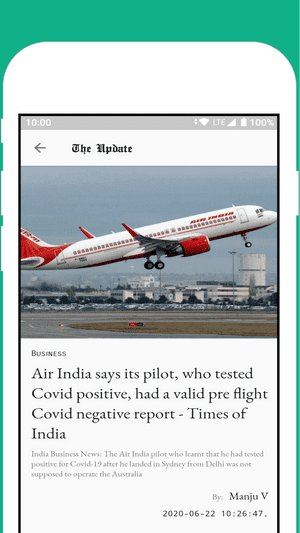 10:00 LTE 100%
The Update
AIR INDIA
Business
Air India says its pilot, who tested
Covid positive, had a valid pre flight
Covid negative report - Times of
India
India Business News: The Air India pilot who learnt that he had tested
positive for Covid-19 after he landed in Sydney from Delhi was not
supposed to operate the Australia
By: Manju V
2020-06-22 10:26:47.